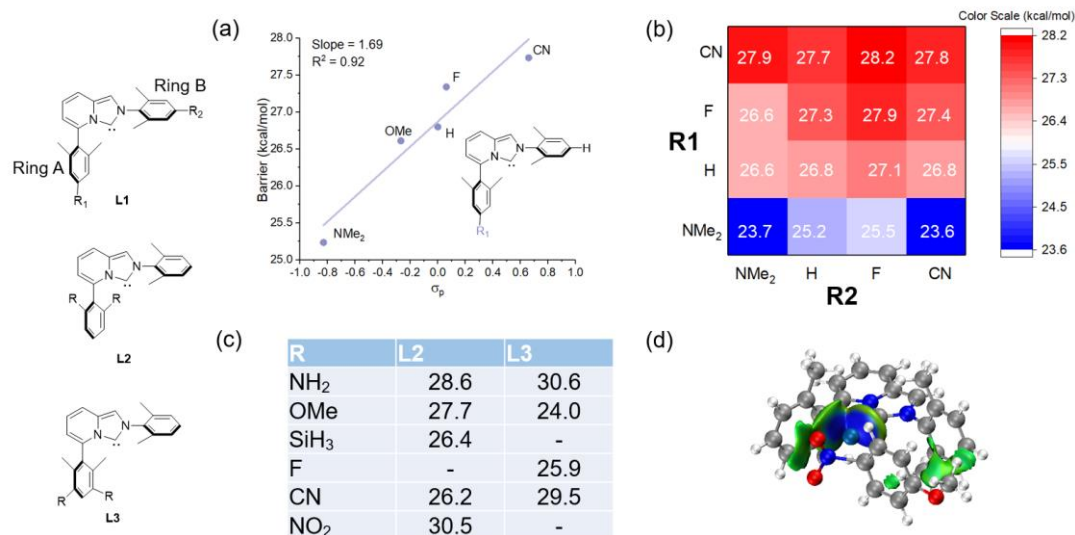 (a)
Slope = 1.69
R² = 0.92
Barrier (kcal/mol)
28.0
27.5
27.0
26.5
26.0
25.5
25.0
-1.0 -0.8 -0.6 -0.4 -0.2 0.0 0.2 0.4 0.6 0.8 1.0
σp
NMe₂
OMe
H
F
CN
N
N
H
R₁
Ring B
Ring A
N
N
R₂
R₁
L1
N
N
R R
L2
N
N
R R
L3
(b)
Color Scale (kcal/mol)
R1
CN 27.9 27.7 28.2 27.8
F 26.6 27.3 27.9 27.4
H 26.6 26.8 27.1 26.8
NMe₂ 23.7 25.2 25.5 23.6
NMe₂ H F CN
R2
28.2
27.3
26.5
25.7
24.9
24.1
23.6
(c)
R L2 L3
NH₂ 28.6 30.6
OMe 27.7 24.0
SiH₃ 26.4 -
F - 25.9
CN 26.2 29.5
NO₂ 30.5 -
(d)